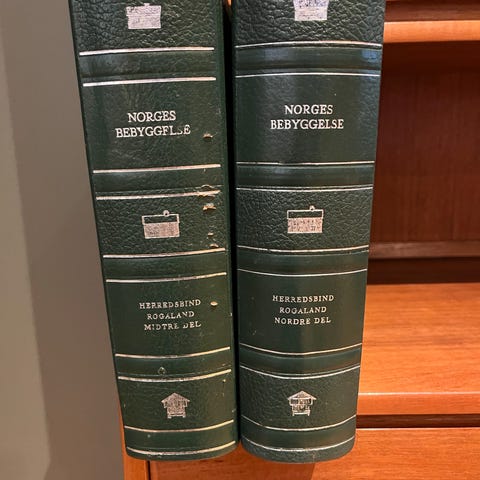 NORGES
BEBYGGELSE
HERREDSBIND
ROGALAND
MIDTRE DEL
NORGES
BEBYGGELSE
HERREDSBIND
ROGALAND
NORDRE DEL